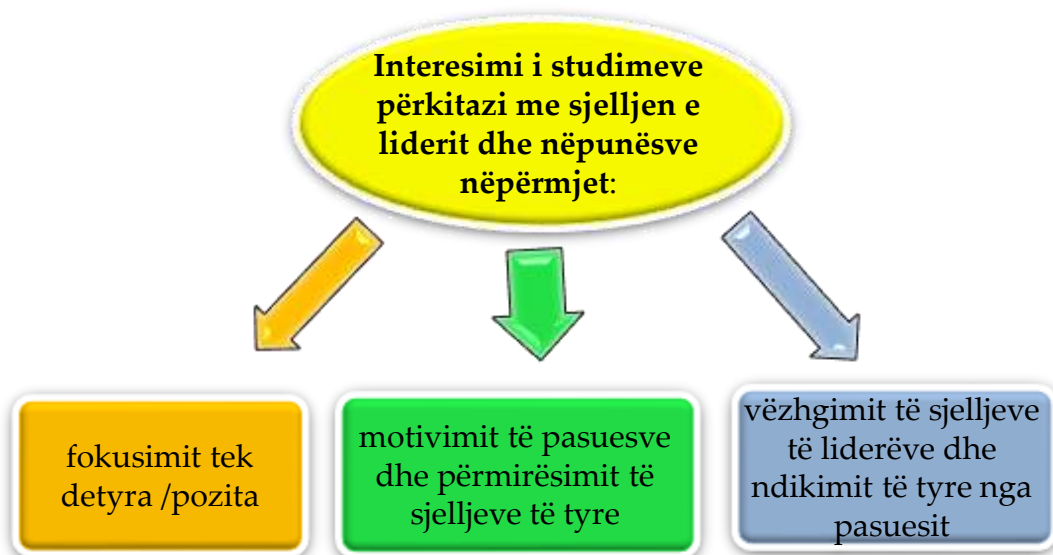 Interesimi i studimeve
përkitazi me sjelljen e
liderit dhe nëpunësve
nëpërmjet:
fokusimit tek
detyra /pozita
motivimit të pasuesve
dhe përmirësimit të
sjelljeve të tyre
vëzhgimit të sjelljeve
të liderëve dhe
ndikimit të tyre nga
pasuesit